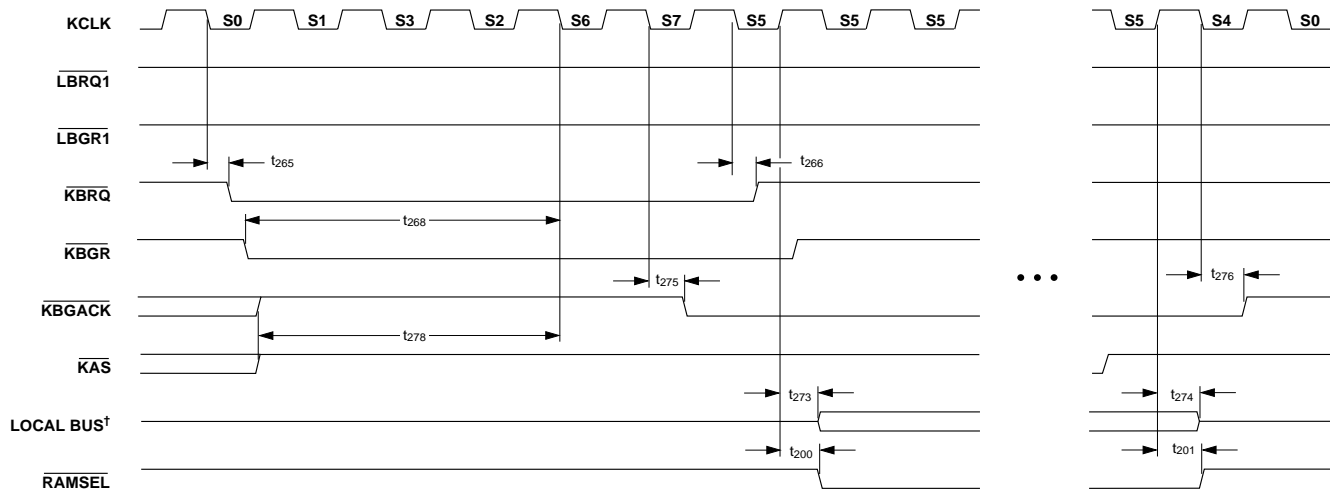 KCLK S0 S1 S3 S2 S6 S7 S5 S5 S5 S5 S4 S0
LBRQ1
LBGR1
t265 t266
KBRQ
t268
KBGR
• • •
t275 t276
KBGACK
t278
KAS
t273 t274
LOCAL BUS†
t200 t201
RAMSEL